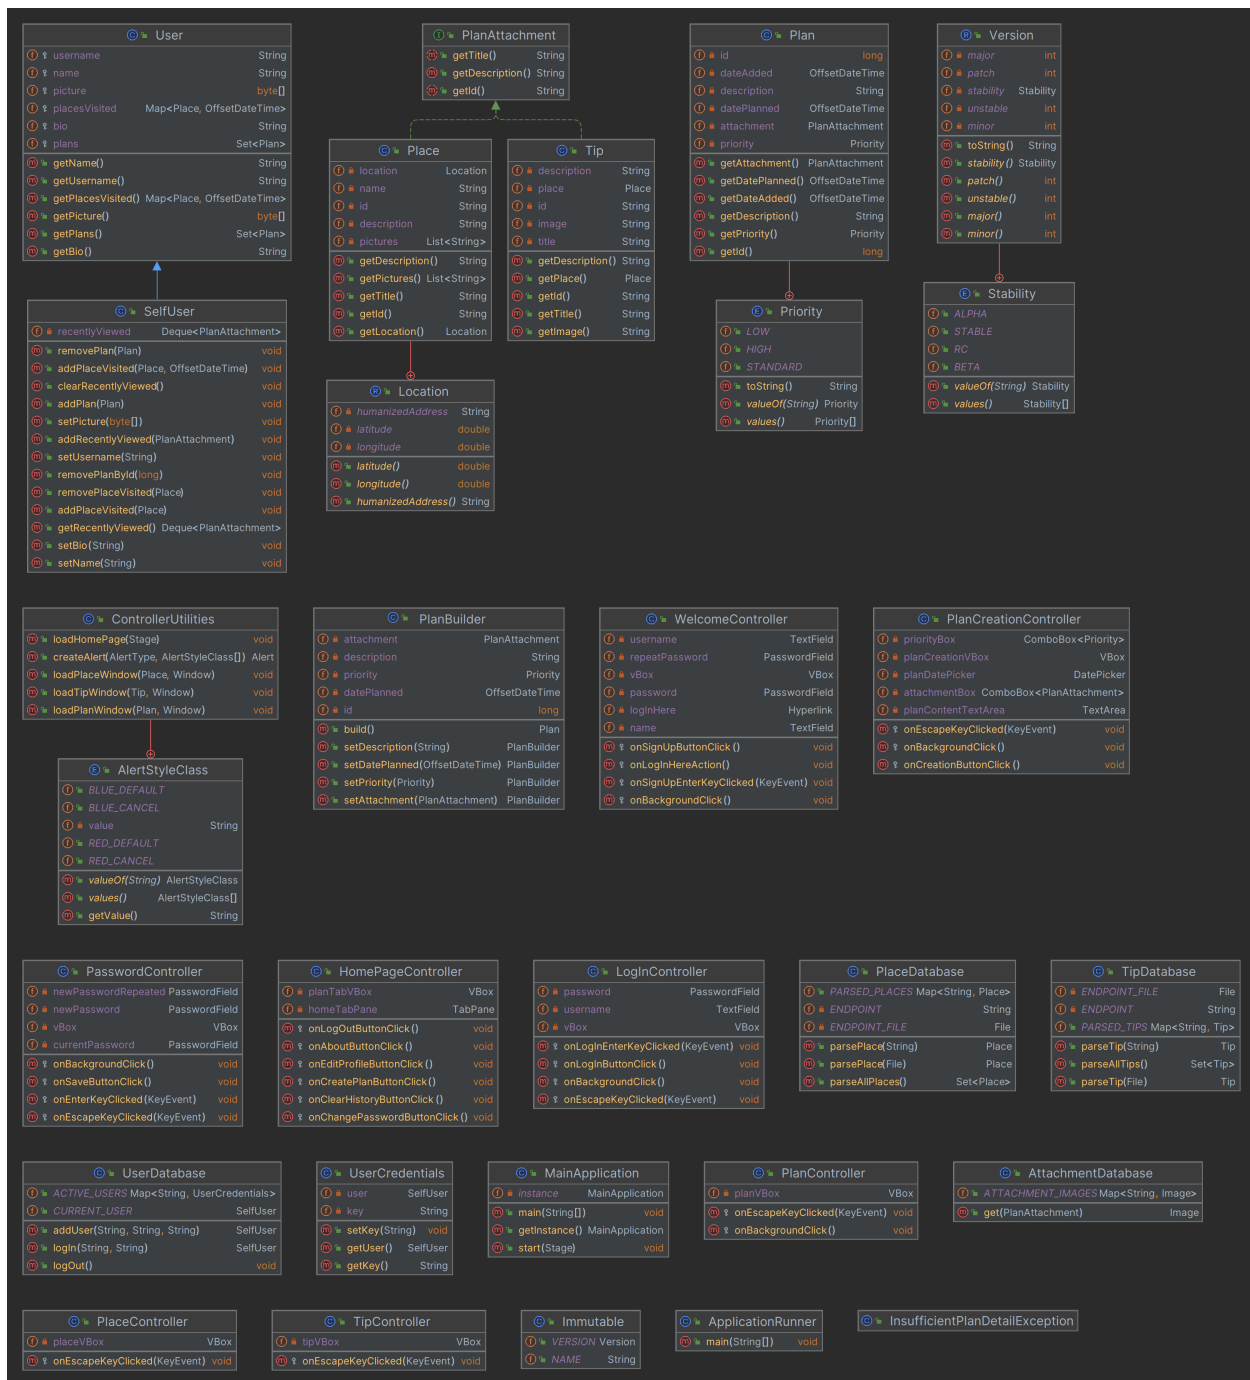 User
username String
name String
picture byte[]
placesVisited Map<Place, OffsetDateTime>
bio String
plans Set<Plan>
getName() String
getUsername() String
getPlacesVisited() Map<Place, OffsetDateTime>
getPicture() byte[]
getPlans() Set<Plan>
getBio() String
SelfUser
recentlyViewed Deque<PlanAttachment>
removePlan(Plan) void
addPlaceVisited(Place, OffsetDateTime) void
clearRecentlyViewed() void
addPlan(Plan) void
setPicture(byte[]) void
addRecentlyViewed(PlanAttachment) void
setUsername(String) void
removePlanById(long) void
removePlaceVisited(Place) void
addPlaceVisited(Place) void
getRecentlyViewed() Deque<PlanAttachment>
setBio(String) void
setName(String) void
PlanAttachment
getTitle() String
getDescription() String
getId() String
Place
location Location
name String
id String
description String
pictures List<String>
getDescription() String
getPictures() List<String>
getTitle() String
getId() String
getLocation() Location
Tip
description String
place Place
id String
image String
title String
getDescription() String
getPlace() Place
getId() String
getTitle() String
getImage() String
Location
humanizedAddress String
latitude double
longitude double
latitude() double
longitude() double
humanizedAddress() String
Plan
id long
dateAdded OffsetDateTime
description String
datePlanned OffsetDateTime
attachment PlanAttachment
priority Priority
getAttachment() PlanAttachment
getDatePlanned() OffsetDateTime
getDateAdded() OffsetDateTime
getDescription() String
getPriority() Priority
getId() long
Priority
LOW
HIGH
STANDARD
toString() String
valueOf(String) Priority
values() Priority[]
Version
major int
patch int
stability Stability
unstable int
minor int
toString() String
stability() Stability
patch() int
unstable() int
major() int
minor() int
Stability
ALPHA
STABLE
RC
BETA
valueOf(String) Stability
values() Stability[]
ControllerUtilities
loadHomePage(Stage) void
createAlert(AlertType, AlertStyleClass[]) Alert
loadPlaceWindow(Place, Window) void
loadTipWindow(Tip, Window) void
loadPlanWindow(Plan, Window) void
AlertStyleClass
BLUE_DEFAULT
BLUE_CANCEL
value String
RED_DEFAULT
RED_CANCEL
valueOf(String) AlertStyleClass
values() AlertStyleClass[]
getValue() String
PlanBuilder
attachment PlanAttachment
description String
priority Priority
datePlanned OffsetDateTime
id long
build() Plan
setDescription(String) PlanBuilder
setDatePlanned(OffsetDateTime) PlanBuilder
setPriority(Priority) PlanBuilder
setAttachment(PlanAttachment) PlanBuilder
WelcomeController
username TextField
repeatPassword PasswordField
vBox VBox
password PasswordField
logInHere Hyperlink
name TextField
onSignUpButtonClick() void
onLogInHereAction() void
onSignUpEnterKeyClicked(KeyEvent) void
onBackgroundClick() void
PlanCreationController
priorityBox ComboBox<Priority>
planCreationVBox VBox
planDatePicker DatePicker
attachmentBox ComboBox<PlanAttachment>
planContentTextArea TextArea
onEscapeKeyClicked(KeyEvent) void
onBackgroundClick() void
onCreationButtonClick() void
PasswordController
newPasswordRepeated PasswordField
newPassword PasswordField
vBox VBox
currentPassword PasswordField
onBackgroundClick() void
onSaveButtonClick() void
onEnterKeyClicked(KeyEvent) void
onEscapeKeyClicked(KeyEvent) void
HomePageController
planTabVBox VBox
homeTabPane TabPane
onLogOutButtonClick() void
onAboutButtonClick() void
onEditProfileButtonClick() void
onCreatePlanButtonClick() void
onClearHistoryButtonClick() void
onChangePasswordButtonClick() void
LogInController
password PasswordField
username TextField
vBox VBox
onLogInEnterKeyClicked(KeyEvent) void
onLogInButtonClick() void
onBackgroundClick() void
onEscapeKeyClicked(KeyEvent) void
PlaceDatabase
PARSED_PLACES Map<String, Place>
ENDPOINT String
ENDPOINT_FILE File
parsePlace(String) Place
parsePlace(File) Place
parseAllPlaces() Set<Place>
TipDatabase
ENDPOINT_FILE File
ENDPOINT String
PARSED_TIPS Map<String, Tip>
parseTip(String) Tip
parseAllTips() Set<Tip>
parseTip(File) Tip
UserDatabase
ACTIVE_USERS Map<String, UserCredentials>
CURRENT_USER SelfUser
addUser(String, String, String) SelfUser
logIn(String, String) SelfUser
logOut() void
UserCredentials
user SelfUser
key String
setKey(String) void
getUser() SelfUser
getKey() String
MainApplication
instance MainApplication
main(String[]) void
getInstance() MainApplication
start(Stage) void
PlanController
planVBox VBox
onEscapeKeyClicked(KeyEvent) void
onBackgroundClick() void
AttachmentDatabase
ATTACHMENT_IMAGES Map<String, Image>
get(PlanAttachment) Image
PlaceController
placeVBox VBox
onEscapeKeyClicked(KeyEvent) void
TipController
tipVBox VBox
onEscapeKeyClicked(KeyEvent) void
Immutable
VERSION Version
NAME String
ApplicationRunner
main(String[]) void
InsufficientPlanDetailException